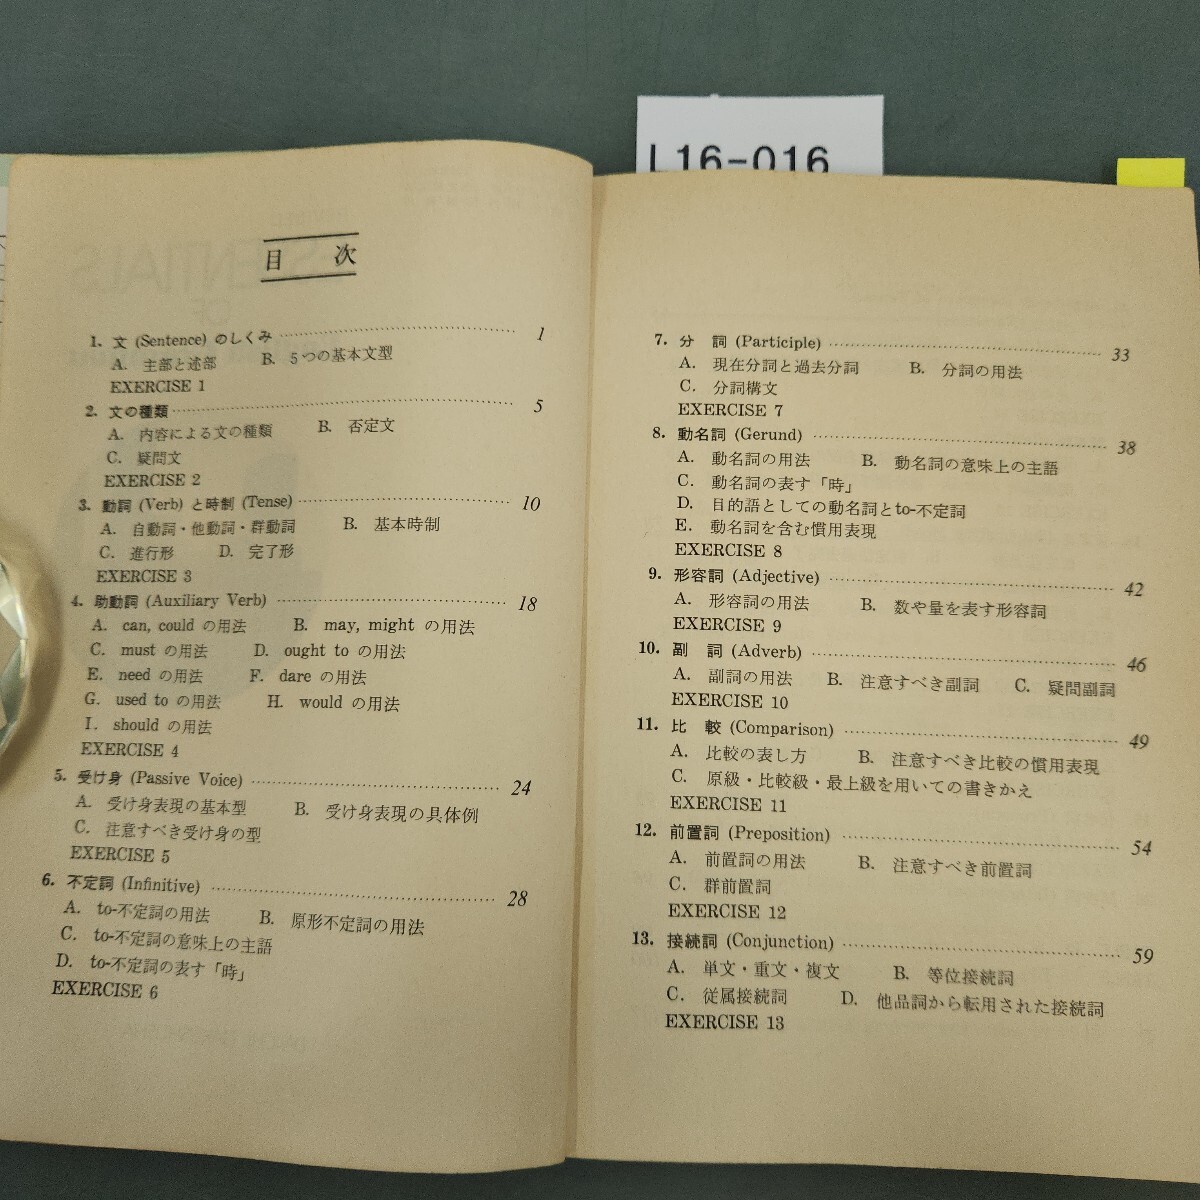 L16-016
目 次
1. 文 (Sentence) のしくみ 1
A. 主部と述部 B. 5つの基本文型
EXERCISE 1
2. 文の種類 5
A. 内容による文の種類 B. 否定文
C. 疑問文
EXERCISE 2
3. 動詞 (Verb) と時制 (Tense) 10
A. 自動詞・他動詞・群動詞 B. 基本時制
C. 進行形 D. 完了形
EXERCISE 3
4. 助動詞 (Auxiliary Verb) 18
A. can, could の用法 B. may, might の用法
C. must の用法 D. ought to の用法
E. need の用法 F. dare の用法
G. used to の用法 H. would の用法
I. should の用法
EXERCISE 4
5. 受け身 (Passive Voice) 24
A. 受け身表現の基本型 B. 受け身表現の具体例
C. 注意すべき受け身の型
EXERCISE 5
6. 不定詞 (Infinitive) 28
A. to-不定詞の用法 B. 原形不定詞の用法
C. to-不定詞の意味上の主語
D. to-不定詞の表す「時」
EXERCISE 6
7. 分 詞 (Participle) 33
A. 現在分詞と過去分詞 B. 分詞の用法
C. 分詞構文
EXERCISE 7
8. 動名詞 (Gerund) 38
A. 動名詞の用法 B. 動名詞の意味上の主語
C. 動名詞の表す「時」
D. 目的語としての動名詞とto-不定詞
E. 動名詞を含む慣用表現
EXERCISE 8
9. 形容詞 (Adjective) 42
A. 形容詞の用法 B. 数や量を表す形容詞
EXERCISE 9
10. 副 詞 (Adverb) 46
A. 副詞の用法 B. 注意すべき副詞 C. 疑問副詞
EXERCISE 10
11. 比 較 (Comparison) 49
A. 比較の表し方 B. 注意すべき比較の慣用表現
C. 原級・比較級・最上級を用いての書きかえ
EXERCISE 11
12. 前置詞 (Preposition) 54
A. 前置詞の用法 B. 注意すべき前置詞
C. 群前置詞
EXERCISE 12
13. 接続詞 (Conjunction) 59
A. 単文・重文・複文 B. 等位接続詞
C. 従属接続詞 D. 他品詞から転用された接続詞
EXERCISE 13